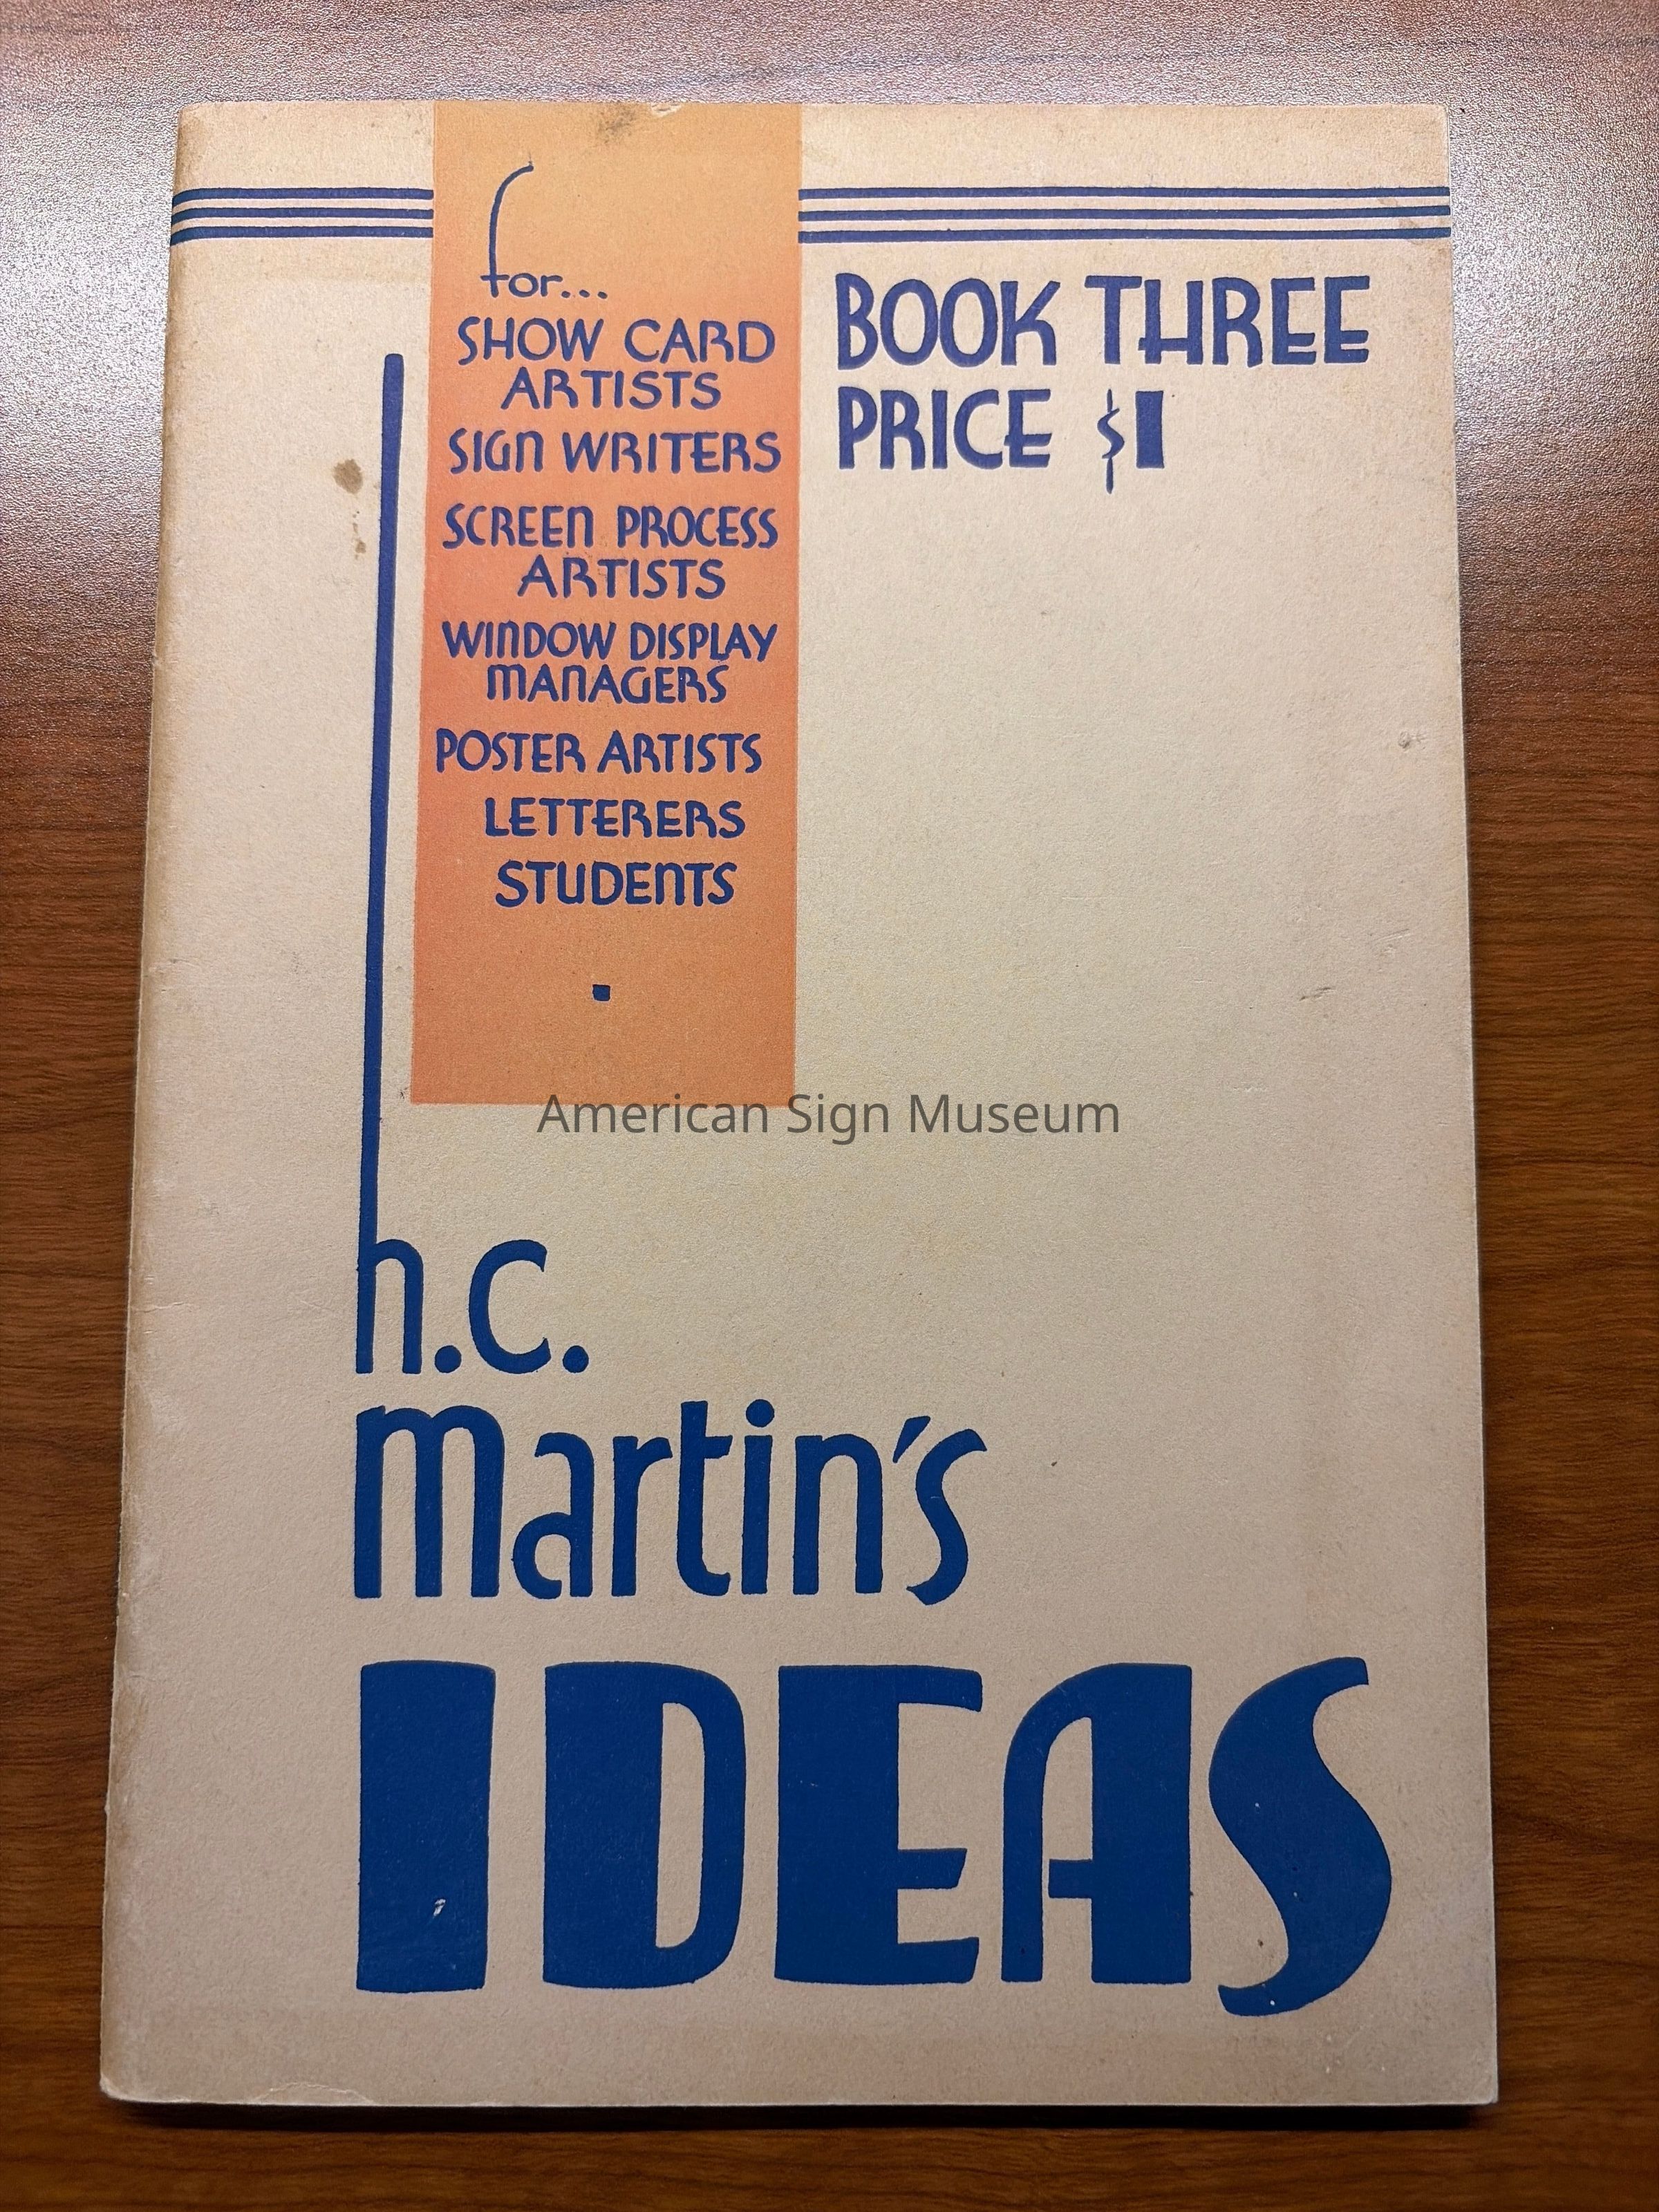 for...
SHOW CARD
ARTISTS
SIGN WRITERS
SCREEN PROCESS
ARTISTS
WINDOW DISPLAY
MANAGERS
POSTER ARTISTS
LETTERERS
STUDENTS
BOOK THREE
PRICE $1
American Sign Museum
h.c.
martin's
IDEAS